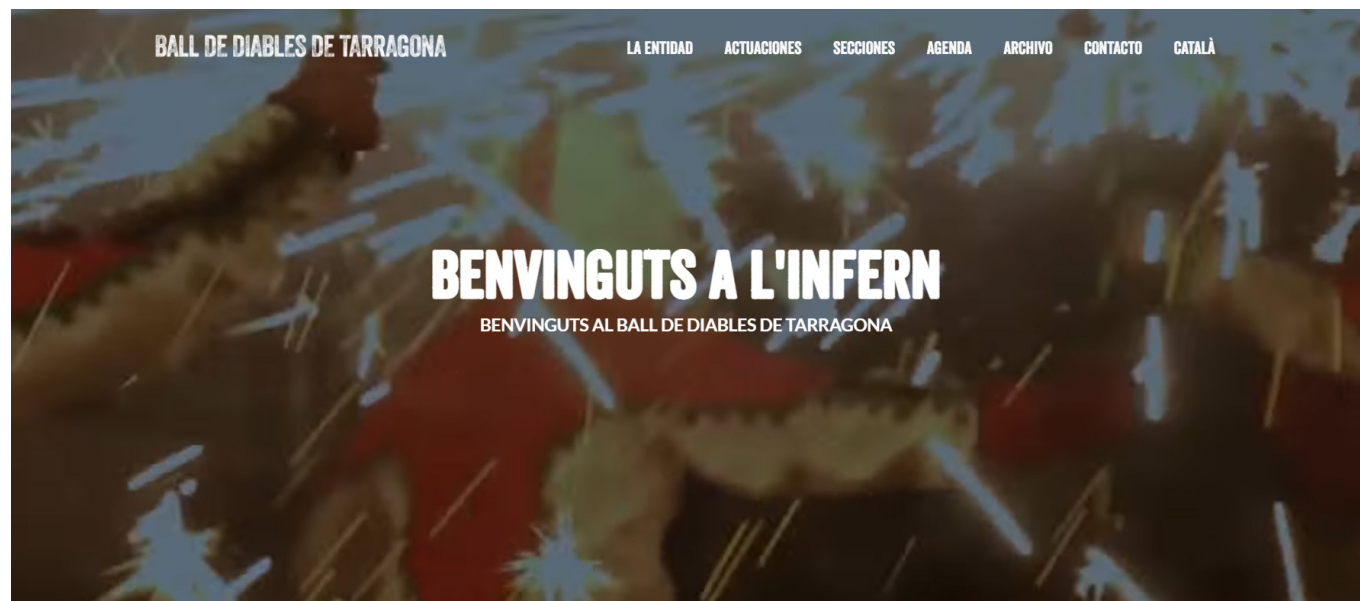 BALL DE DIABLES DE TARRAGONA
LA ENTIDAD ACTUACIONES SECCIONES AGENDA ARCHIVO CONTACTO CATALÀ
BENVINGUTS A L'INFERN
BENVINGUTS AL BALL DE DIABLES DE TARRAGONA